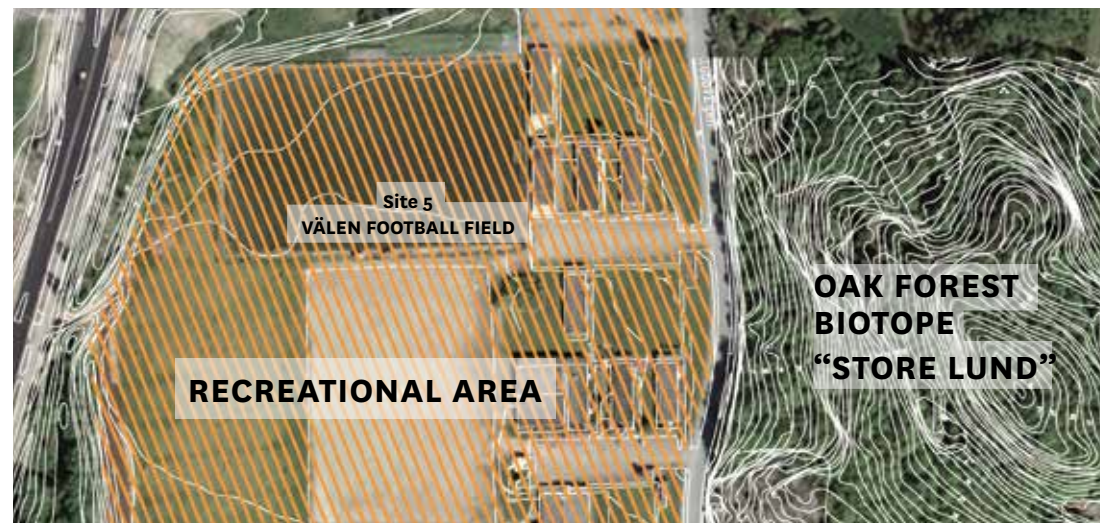 Site 5
VÄLEN FOOTBALL FIELD
OAK FOREST
BIOTOPE
“STORE LUND”
RECREATIONAL AREA